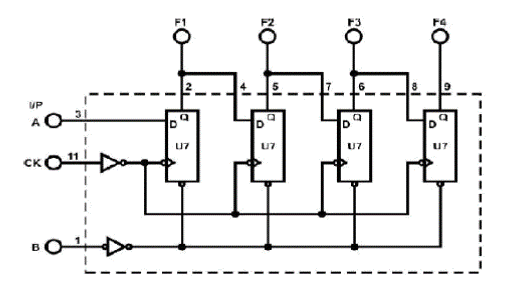 F1 F2 F3 F4
2 4 5 7 6 8 9
I/P
A 3
Q Q Q Q
D D D D
U7 U7 U7 U7
CK 11
B 1